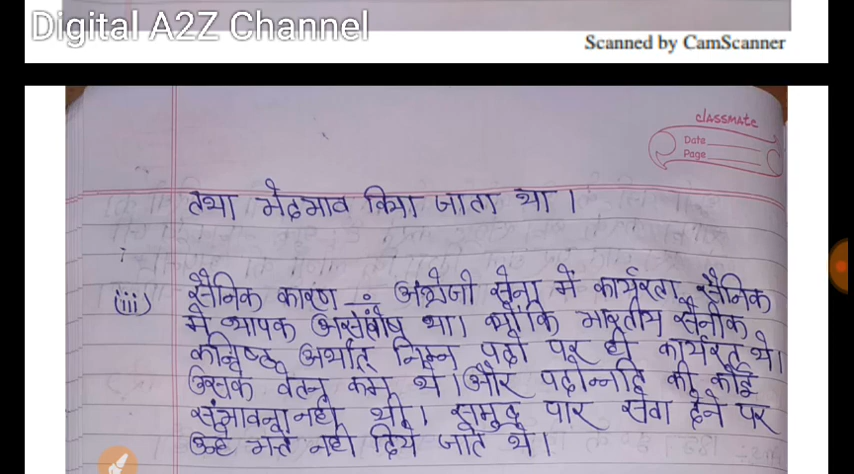 Digital A2Z Channel
Scanned by CamScanner
classmate
Date
Page
तथा भेदभाव किया जाता था।
(iii) सैनिक कारण :- अंग्रेजी सेना में कार्यरता सैनिक
मे व्यापक असंतोष था। क्योंकि भारतीय सैनीक
कनिष्ठ अर्थात् निम्न पदो पर ही कार्यरत थे।
उसक वेतन कम थे। और पदोन्नति की कोई
संभावना नही थी। समुद्र पार सेवा देने पर
उन्हे भत्ते नही दिये जाते थे।